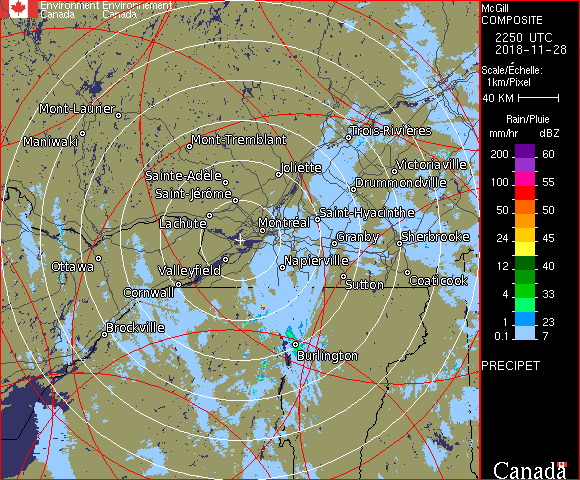 Environment Environnement
Canada Canada
McGill
COMPOSITE
2250 UTC
2018-11-28
Scale/Échelle:
1km/Pixel
40 KM
Rain/Pluie
mm/hr dBZ
200 60
55
100 55
50 50
24 45
12 40
4 33
1 23
0.1 7
PRECIPET
Canada
Mont-Laurier
Maniwaki
Mont-Tremblant
Trois-Rivières
Joliette
Victoriaville
Sainte-Adèle
Drummondville
Saint-Jérôme
Saint-Hyacinthe
Lachute
Montréal
Granby
Sherbrooke
Ottawa
Valleyfield
Napierville
Coaticook
Sutton
Cornwall
Brockville
Burlington